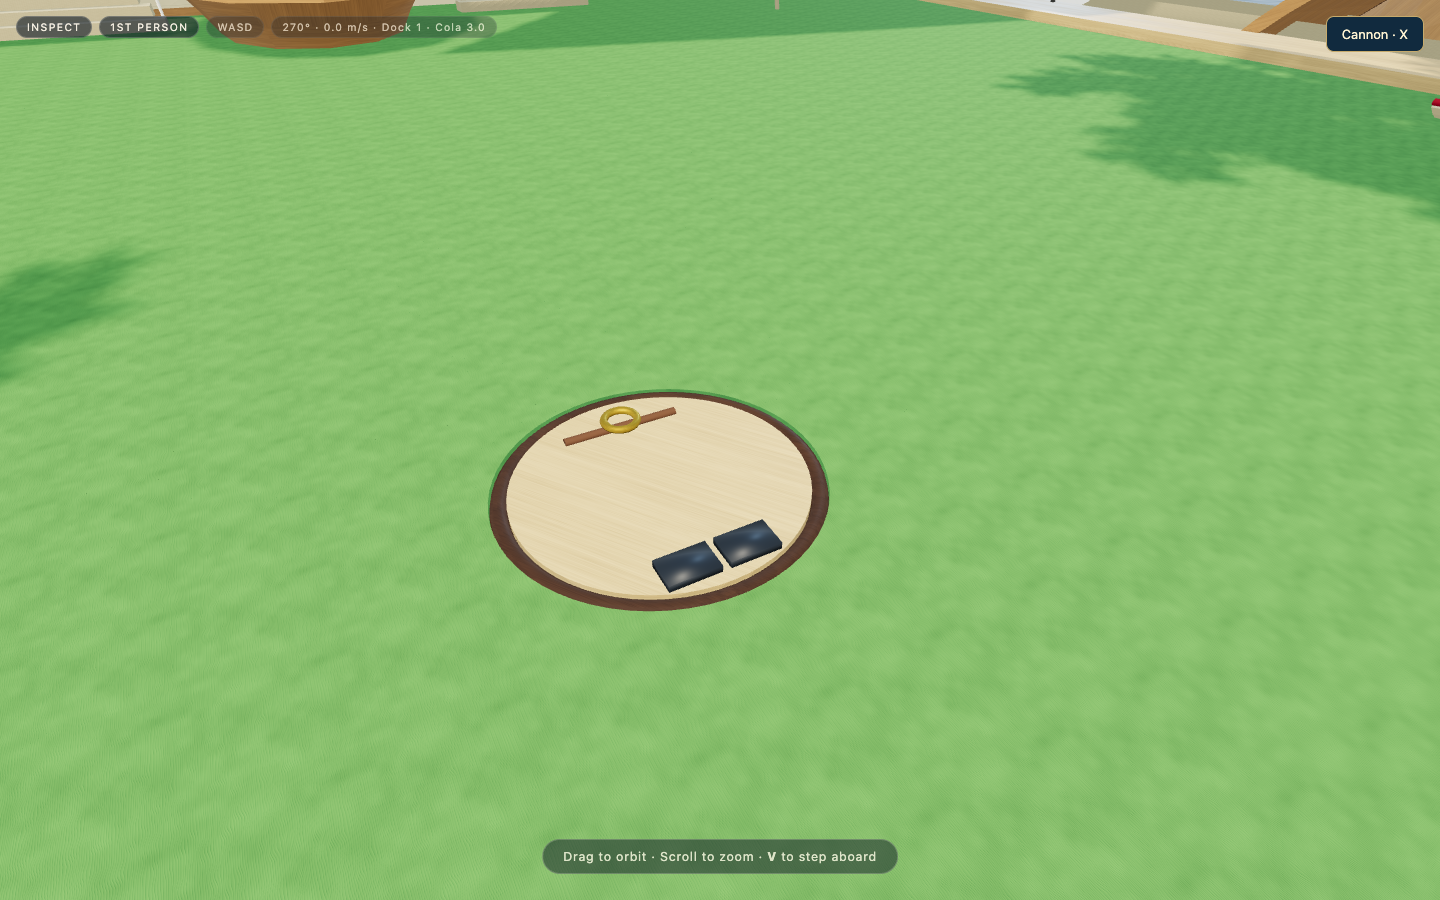 INSPECT
1ST PERSON
WASD
270° · 0.0 m/s · Dock 1 · Cola 3.0
Cannon · X
Drag to orbit · Scroll to zoom · V to step aboard